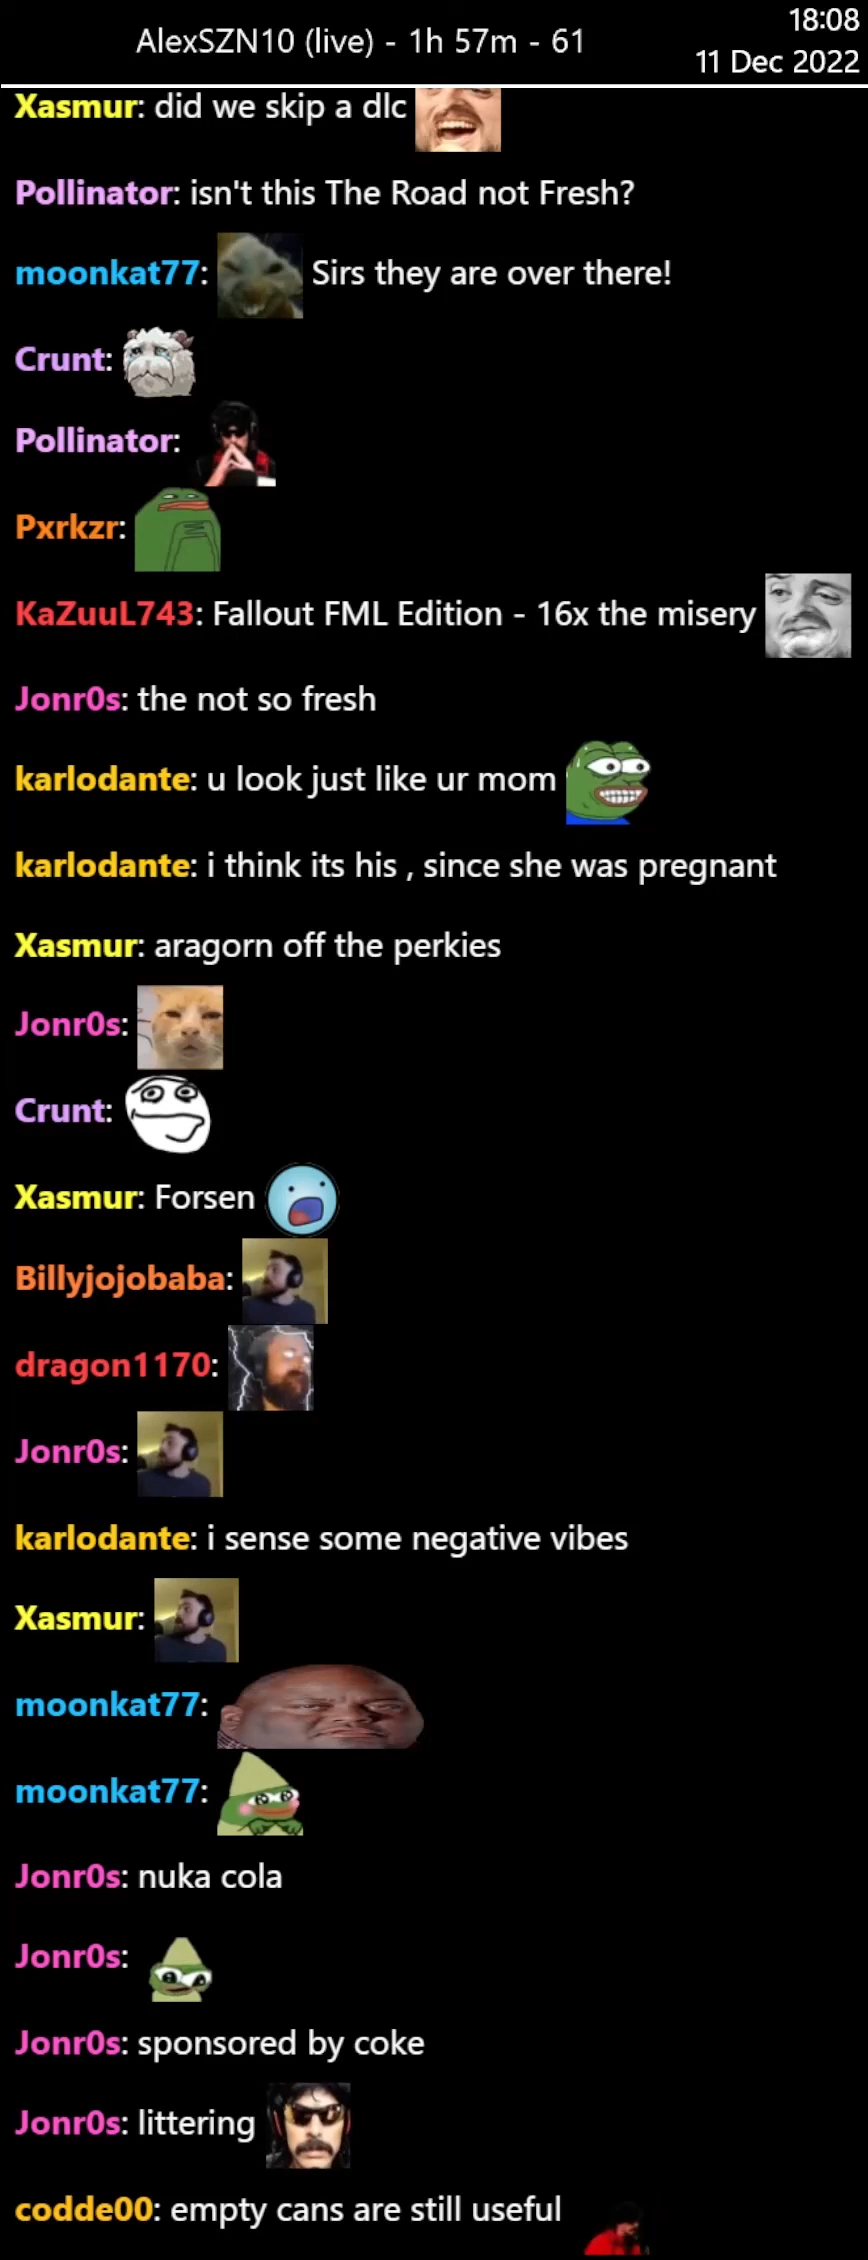 18:08
AlexSZN10 (live) - 1h 57m - 61
11 Dec 2022
Xasmur: did we skip a dlc
Pollinator: isn't this The Road not Fresh?
moonkat77: Sirs they are over there!
Crunt:
Pollinator:
Pxrkzr:
KaZuuL743: Fallout FML Edition - 16x the misery
Jonr0s: the not so fresh
karlodante: u look just like ur mom
karlodante: i think its his , since she was pregnant
Xasmur: aragorn off the perkies
Jonr0s:
Crunt:
Xasmur: Forsen
Billyjojobaba:
dragon1170:
Jonr0s:
karlodante: i sense some negative vibes
Xasmur:
moonkat77:
moonkat77:
Jonr0s: nuka cola
Jonr0s:
Jonr0s: sponsored by coke
Jonr0s: littering
codde00: empty cans are still useful